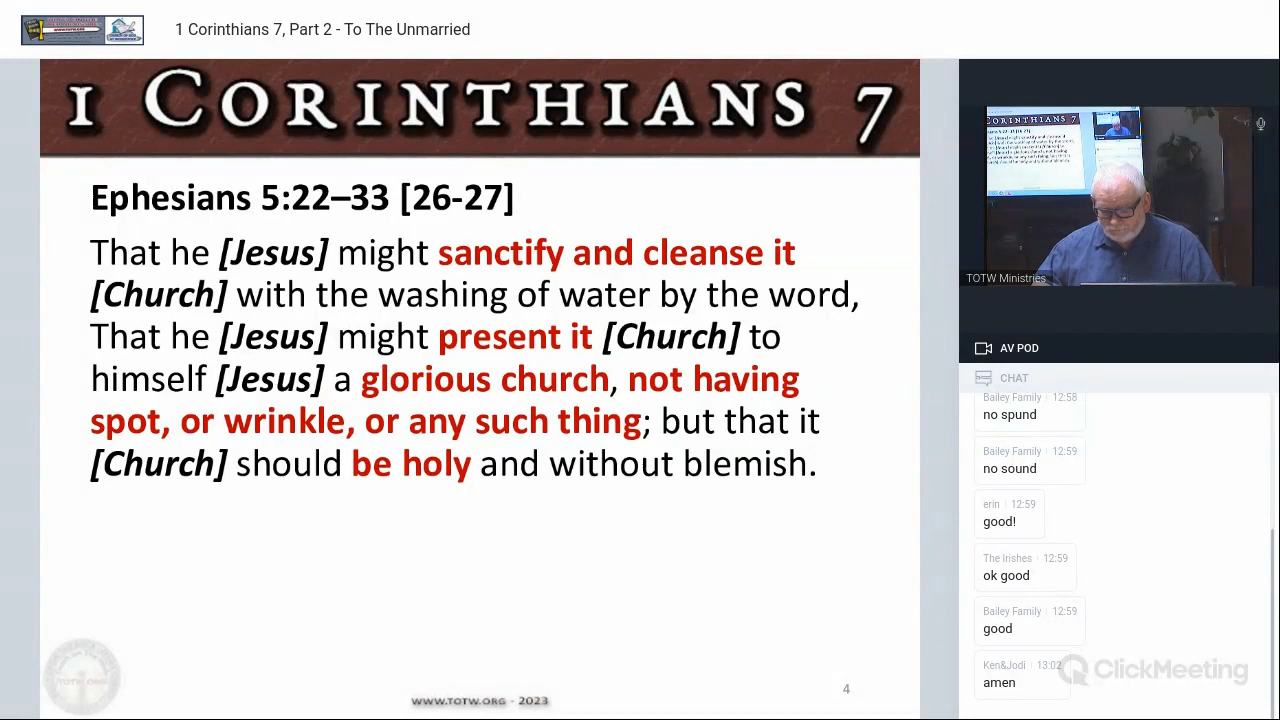 1 Corinthians 7, Part 2 - To The Unmarried
1 CORINTHIANS 7
Ephesians 5:22–33 [26-27]
That he [Jesus] might sanctify and cleanse it
[Church] with the washing of water by the word,
That he [Jesus] might present it [Church] to
himself [Jesus] a glorious church, not having
spot, or wrinkle, or any such thing; but that it
[Church] should be holy and without blemish.
WWW.TOTW.ORG - 2023
4
TOTW Ministries
AV POD
CHAT
Bailey Family 12:58
no spund
Bailey Family 12:59
no sound
erin 12:59
good!
The Irishes 12:59
ok good
Bailey Family 12:59
good
Ken&Jodi 13:02
amen
ClickMeeting